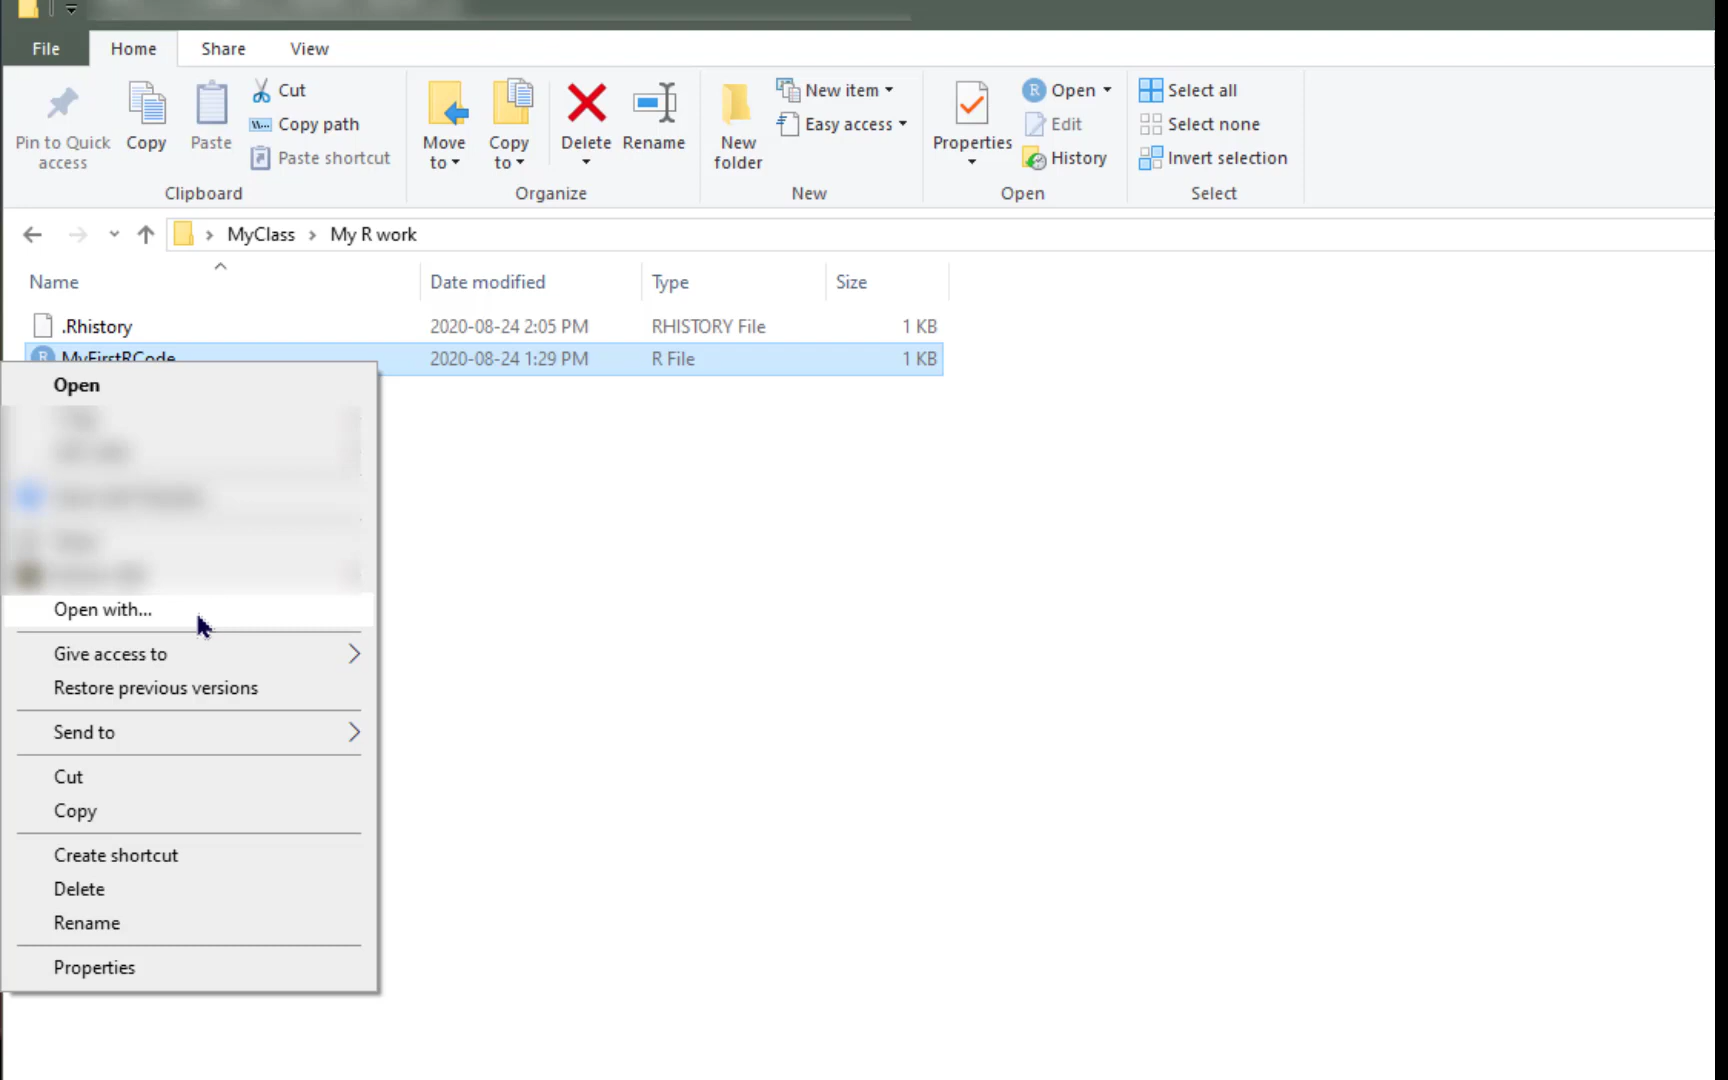 File Home Share View
Pin to Quick access
Copy
Paste
Cut
Copy path
Paste shortcut
Clipboard
Move to
Copy to
Delete
Rename
Organize
New folder
New item
Easy access
New
Properties
Open
Edit
History
Open
Select all
Select none
Invert selection
Select
MyClass > My R work
Name Date modified Type Size
.Rhistory 2020-08-24 2:05 PM RHISTORY File 1 KB
MyFirstRCode 2020-08-24 1:29 PM R File 1 KB
Open
Open with...
Give access to
Restore previous versions
Send to
Cut
Copy
Create shortcut
Delete
Rename
Properties